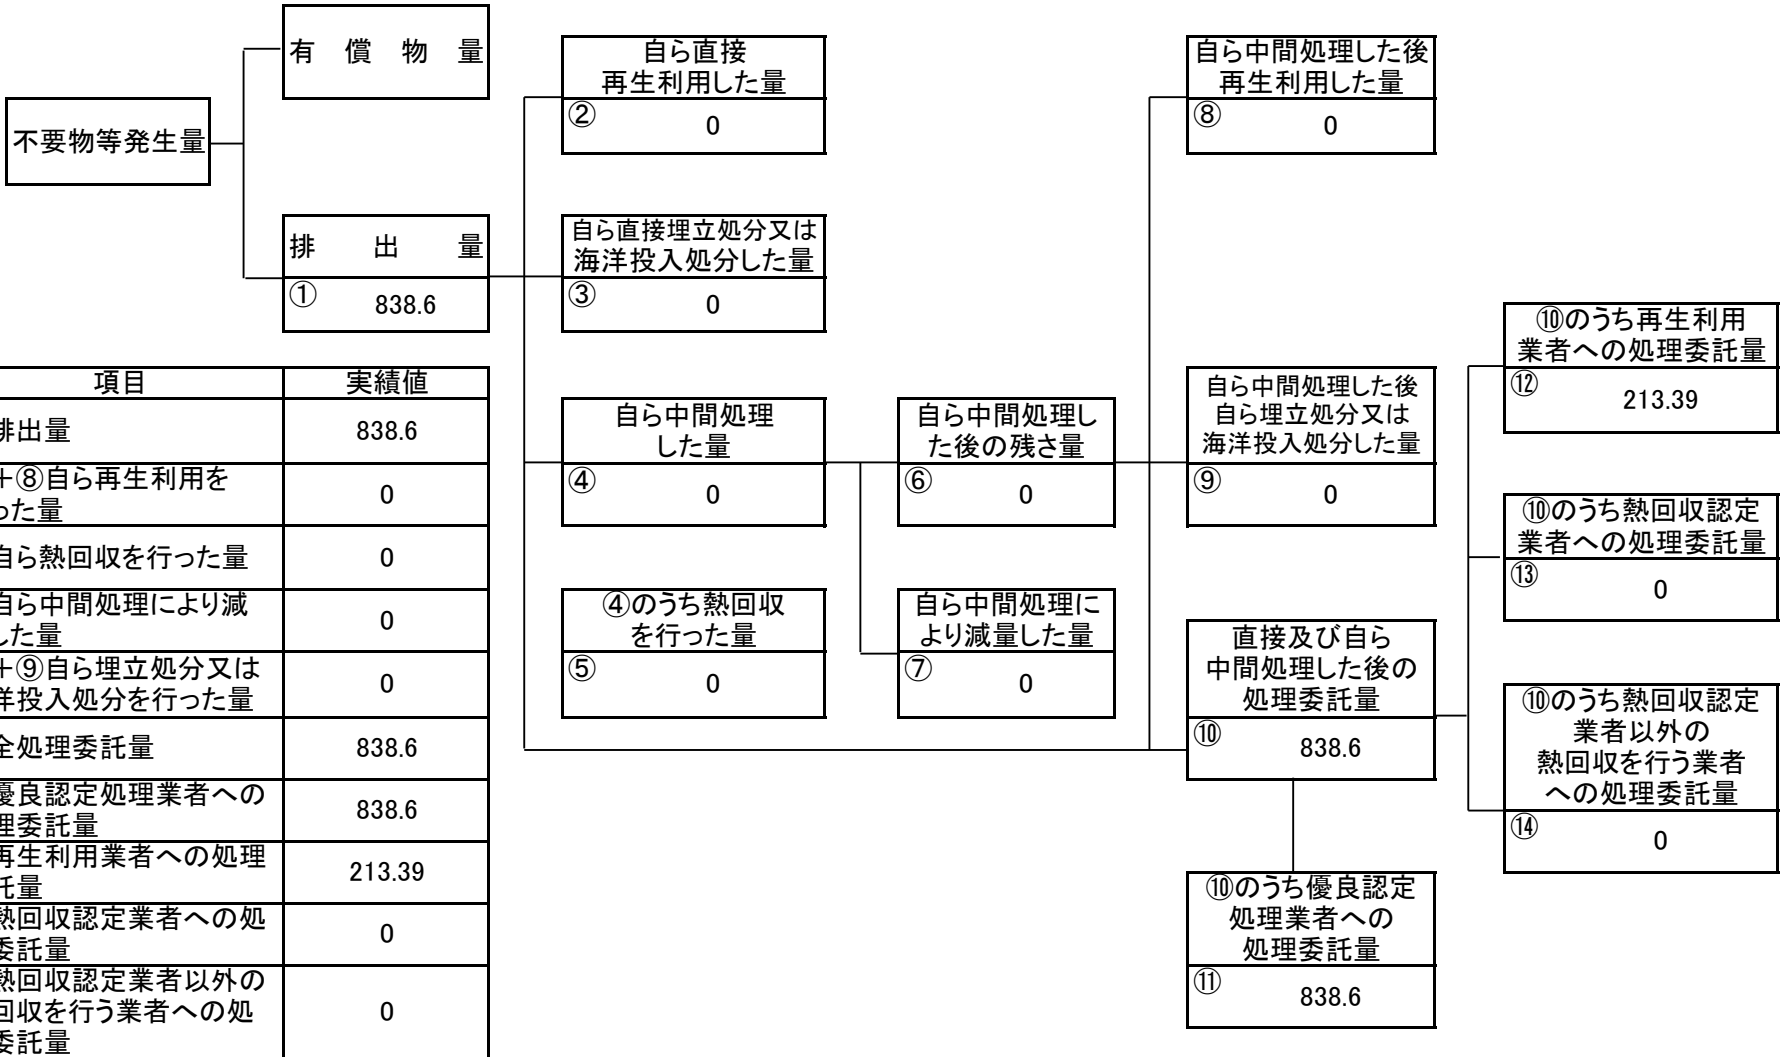 有償物量
不要物等発生量
排出量
①
838.6
自ら直接
再生利用した量
②
0
自ら直接埋立処分又は
海洋投入処分した量
③
0
自ら中間処理
した量
④
0
④のうち熱回収
を行った量
⑤
0
自ら中間処理し
た後の残さ量
⑥
0
自ら中間処理に
より減量した量
⑦
0
自ら中間処理した後
再生利用した量
⑧
0
自ら中間処理した後
自ら埋立処分又は
海洋投入処分した量
⑨
0
直接及び自ら
中間処理した後の
処理委託量
⑩
838.6
⑩のうち優良認定
処理業者への
処理委託量
⑪
838.6
⑩のうち再生利用
業者への処理委託量
⑫
213.39
⑩のうち熱回収認定
業者への処理委託量
⑬
0
⑩のうち熱回収認定
業者以外の
熱回収を行う業者
への処理委託量
⑭
0
項目 実績値
排出量 838.6
+⑧自ら再生利用を
った量
0
自ら熱回収を行った量 0
自ら中間処理により減
した量
0
+⑨自ら埋立処分又は
洋投入処分を行った量
0
全処理委託量 838.6
優良認定処理業者への
理委託量
838.6
再生利用業者への処理
託量
213.39
熱回収認定業者への処
委託量
0
熱回収認定業者以外の
回収を行う業者への処
委託量
0